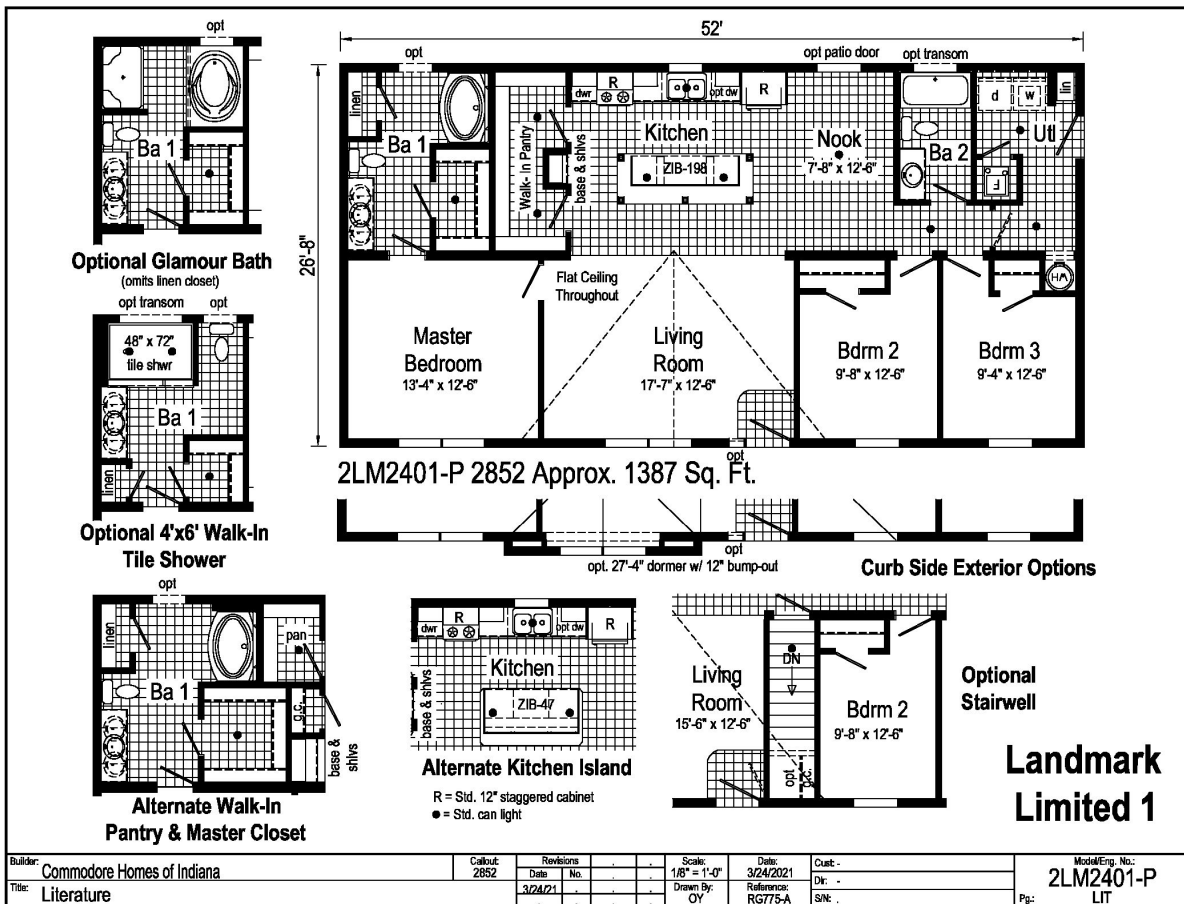 opt
Ba 1
Optional Glamour Bath
(omits linen closet)
opt transom
opt
48" x 72"
tile shwr
Ba 1
linen
Optional 4'x6' Walk-In
Tile Shower
opt
linen
Ba 1
pan
g.c.
base &
shlvs
Alternate Walk-In
Pantry & Master Closet
52'
26'-8"
opt
opt patio door
opt transom
linen
Ba 1
Walk- In Pantry
base & shlvs
dwr
R
opt dw
R
Kitchen
ZIB-198
Nook
7'-8" x 12'-6"
Ba 2
d
w
lin
Utl
F
HW
Flat Ceiling
Throughout
Master
Bedroom
13'-4" x 12'-6"
Living
Room
17'-7" x 12'-6"
Bdrm 2
9'-8" x 12'-6"
Bdrm 3
9'-4" x 12'-6"
opt
2LM2401-P 2852 Approx. 1387 Sq. Ft.
opt
opt. 27'-4" dormer w/ 12" bump-out
Curb Side Exterior Options
dwr
R
opt dw
R
base & shlvs
Kitchen
ZIB-47
Alternate Kitchen Island
R = Std. 12" staggered cabinet
● = Std. can light
Living
Room
15'-6" x 12'-6"
DN
opt
g.c.
Bdrm 2
9'-8" x 12'-6"
Optional
Stairwell
Landmark
Limited 1
Builder: Commodore Homes of Indiana
Title: Literature
Callout:
2852
Revisions
Date No.
3/24/21
Scale:
1/8" = 1'-0"
Drawn By:
OY
Date:
3/24/2021
Reference:
RG775-A
Cust: -
Dlr: -
S/N: .
Model/Eng. No.:
2LM2401-P
Pg.: LIT